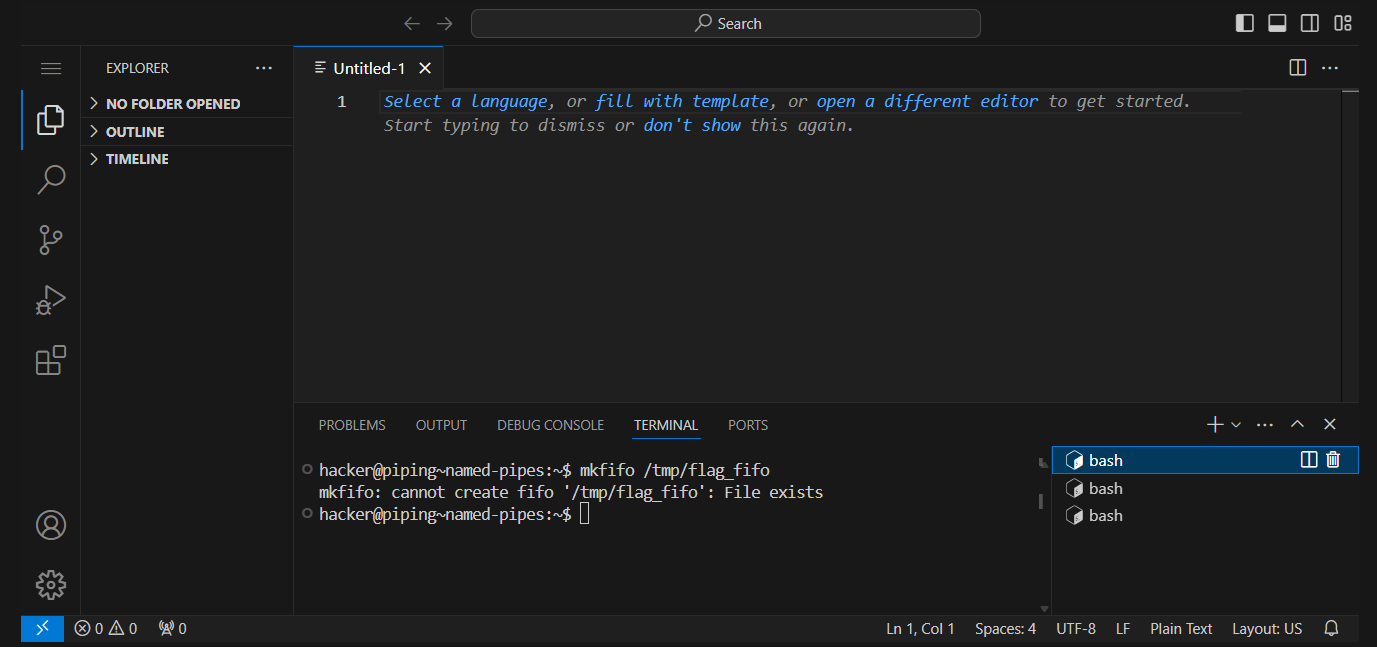 Search
EXPLORER
NO FOLDER OPENED
OUTLINE
TIMELINE
Untitled-1
1
Select a language, or fill with template, or open a different editor to get started.
Start typing to dismiss or don't show this again.
PROBLEMS OUTPUT DEBUG CONSOLE TERMINAL PORTS
hacker@piping~named-pipes:~$ mkfifo /tmp/flag_fifo
mkfifo: cannot create fifo '/tmp/flag_fifo': File exists
hacker@piping~named-pipes:~$
bash
bash
bash
0 0 0 Ln 1, Col 1 Spaces: 4 UTF-8 LF Plain Text Layout: US